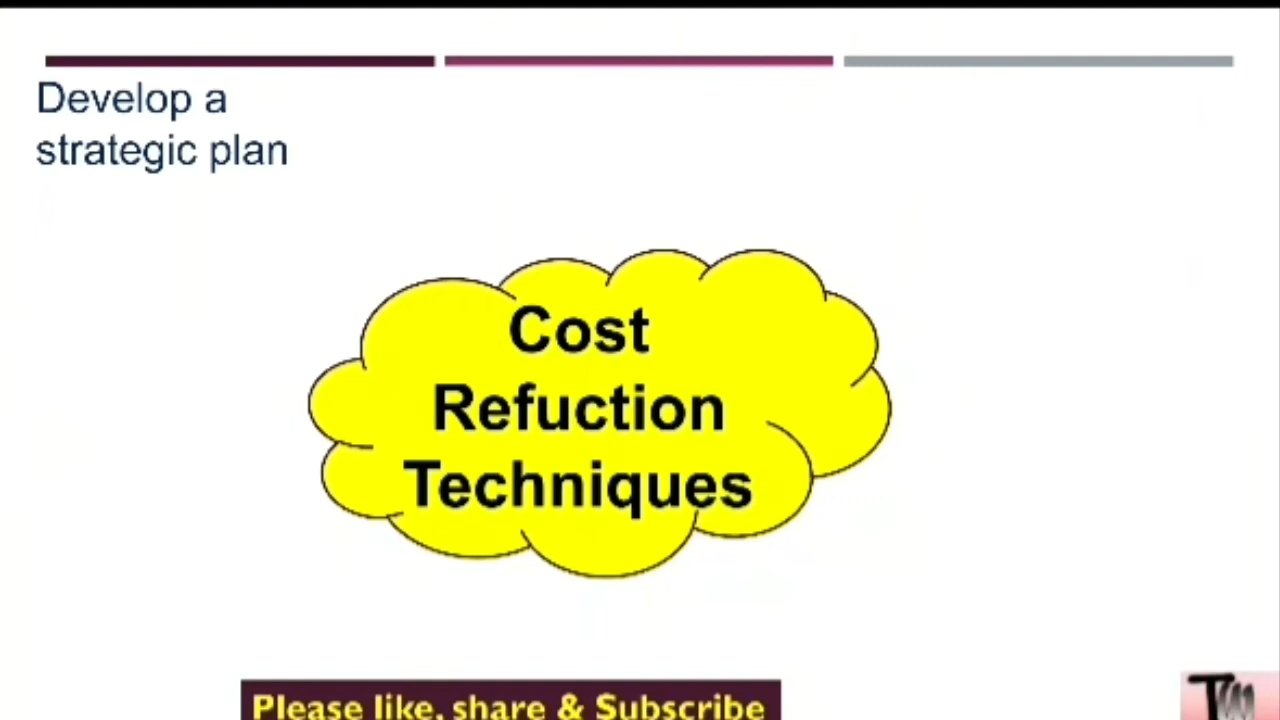 Develop a
strategic plan
Cost
Refuction
Techniques
Please like, share & Subscribe